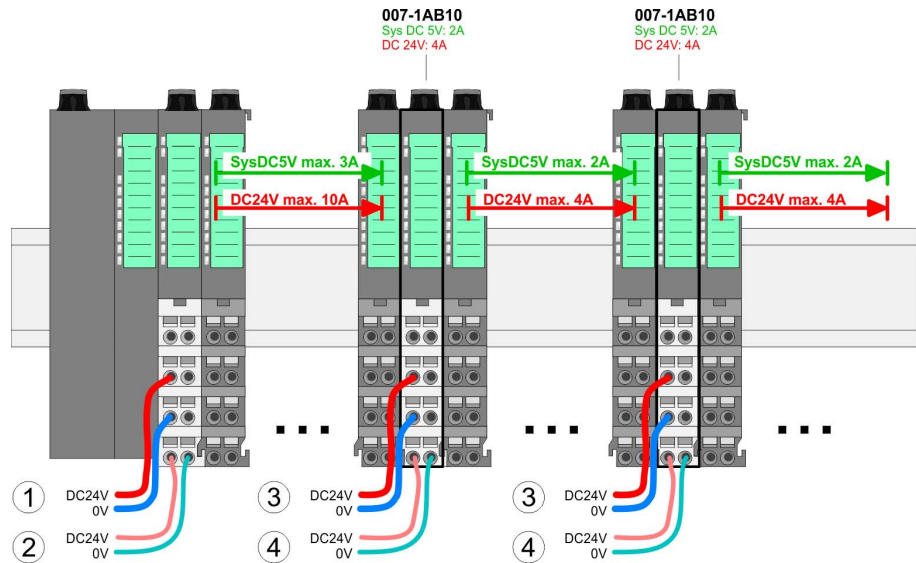 007-1AB10
Sys DC 5V: 2A
DC 24V: 4A
007-1AB10
Sys DC 5V: 2A
DC 24V: 4A
SysDC5V max. 3A
SysDC5V max. 2A
SysDC5V max. 2A
DC24V max. 10A
DC24V max. 4A
DC24V max. 4A
1 DC24V
0V
2 DC24V
0V
3 DC24V
0V
4 DC24V
0V
3 DC24V
0V
4 DC24V
0V